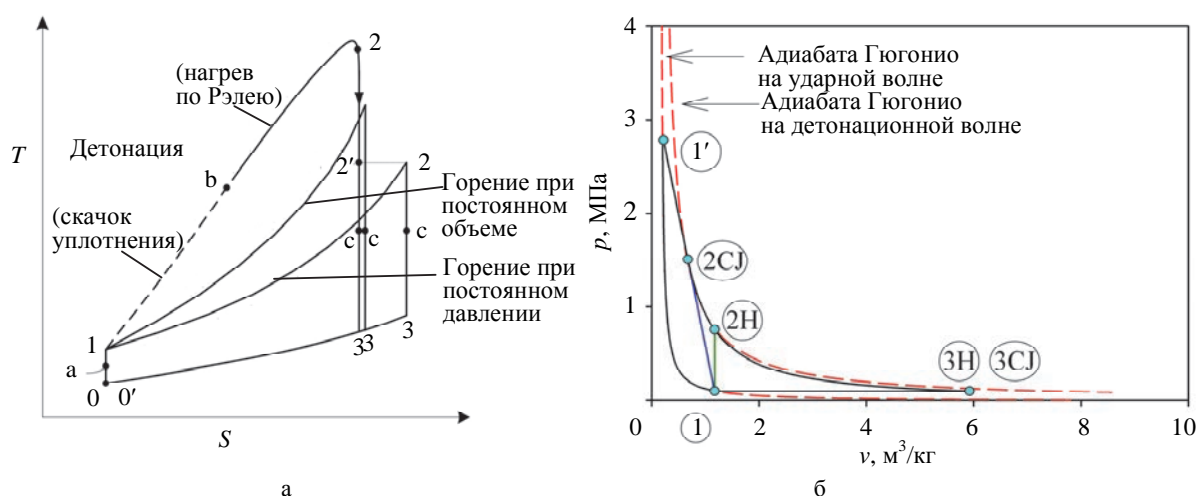 T
(нагрев
по Рэлею)
Детонация
b
(скачок
уплотнения)
1
a
0
0′
2
2′
2
Горение при
постоянном
объеме
c
c
c
Горение при
постоянном
давлении
3
3
3
S
а
4
3
2
1
0
p, МПа
Адиабата Гюгонио
на ударной волне
Адиабата Гюгонио
на детонационной волне
1′
2CJ
2H
3H
3CJ
1
2
4
6
8
10
v, м³/кг
б